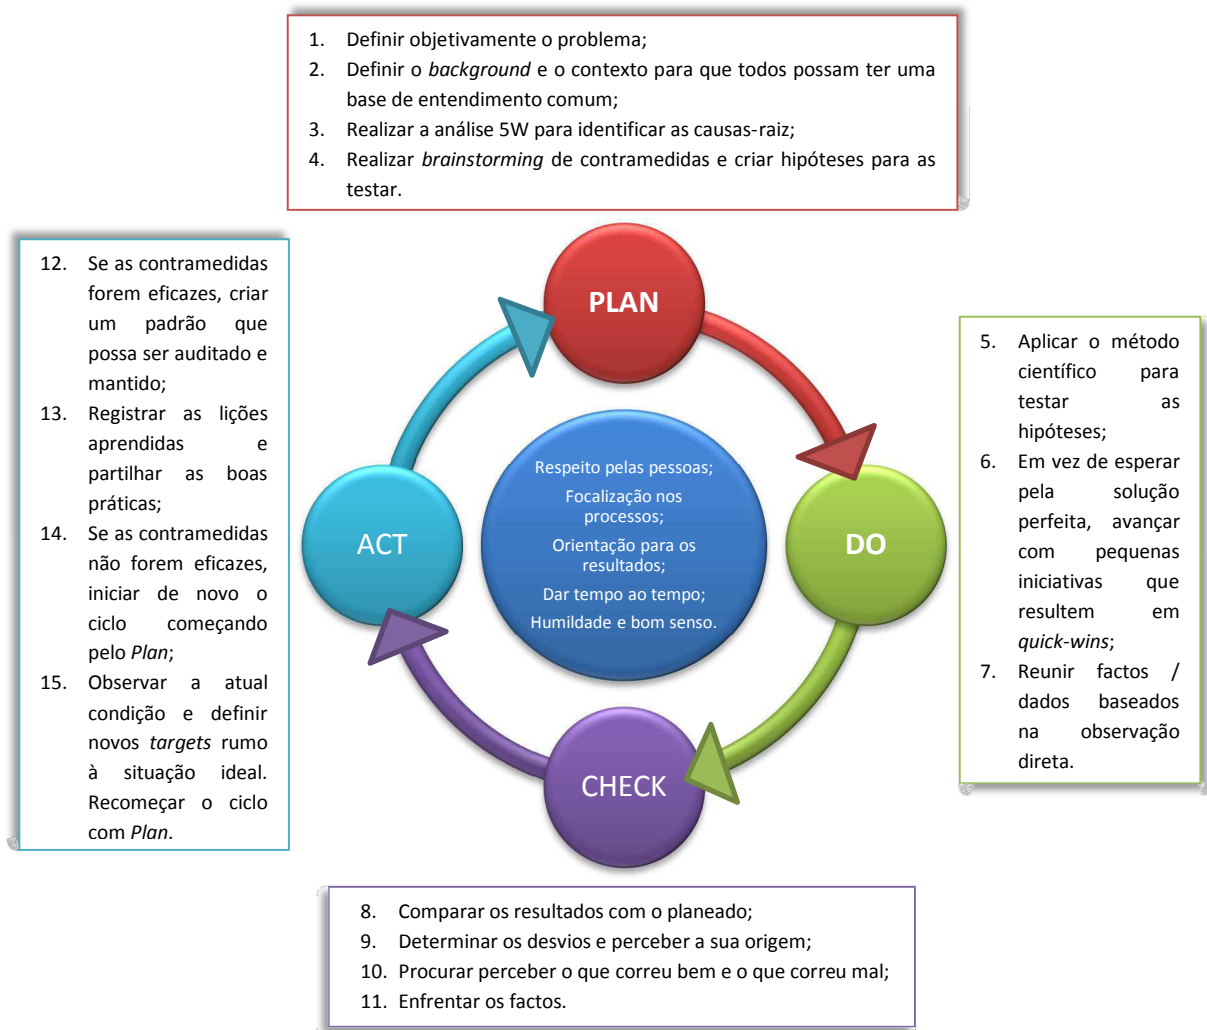 1. Definir objetivamente o problema;
2. Definir o background e o contexto para que todos possam ter uma
base de entendimento comum;
3. Realizar a análise 5W para identificar as causas-raiz;
4. Realizar brainstorming de contramedidas e criar hipóteses para as
testar.
PLAN
5. Aplicar o método
científico para
testar as
hipóteses;
6. Em vez de esperar
pela solução
perfeita, avançar
com pequenas
iniciativas que
resultem em
quick-wins;
7. Reunir factos /
dados baseados
na observação
direta.
DO
8. Comparar os resultados com o planeado;
9. Determinar os desvios e perceber a sua origem;
10. Procurar perceber o que correu bem e o que correu mal;
11. Enfrentar os factos.
CHECK
12. Se as contramedidas
forem eficazes, criar
um padrão que
possa ser auditado e
mantido;
13. Registrar as lições
aprendidas e
partilhar as boas
práticas;
14. Se as contramedidas
não forem eficazes,
iniciar de novo o
ciclo começando
pelo Plan;
15. Observar a atual
condição e definir
novos targets rumo
à situação ideal.
Recomeçar o ciclo
com Plan.
ACT
Respeito pelas pessoas;
Focalização nos
processos;
Orientação para os
resultados;
Dar tempo ao tempo;
Humildade e bom senso.